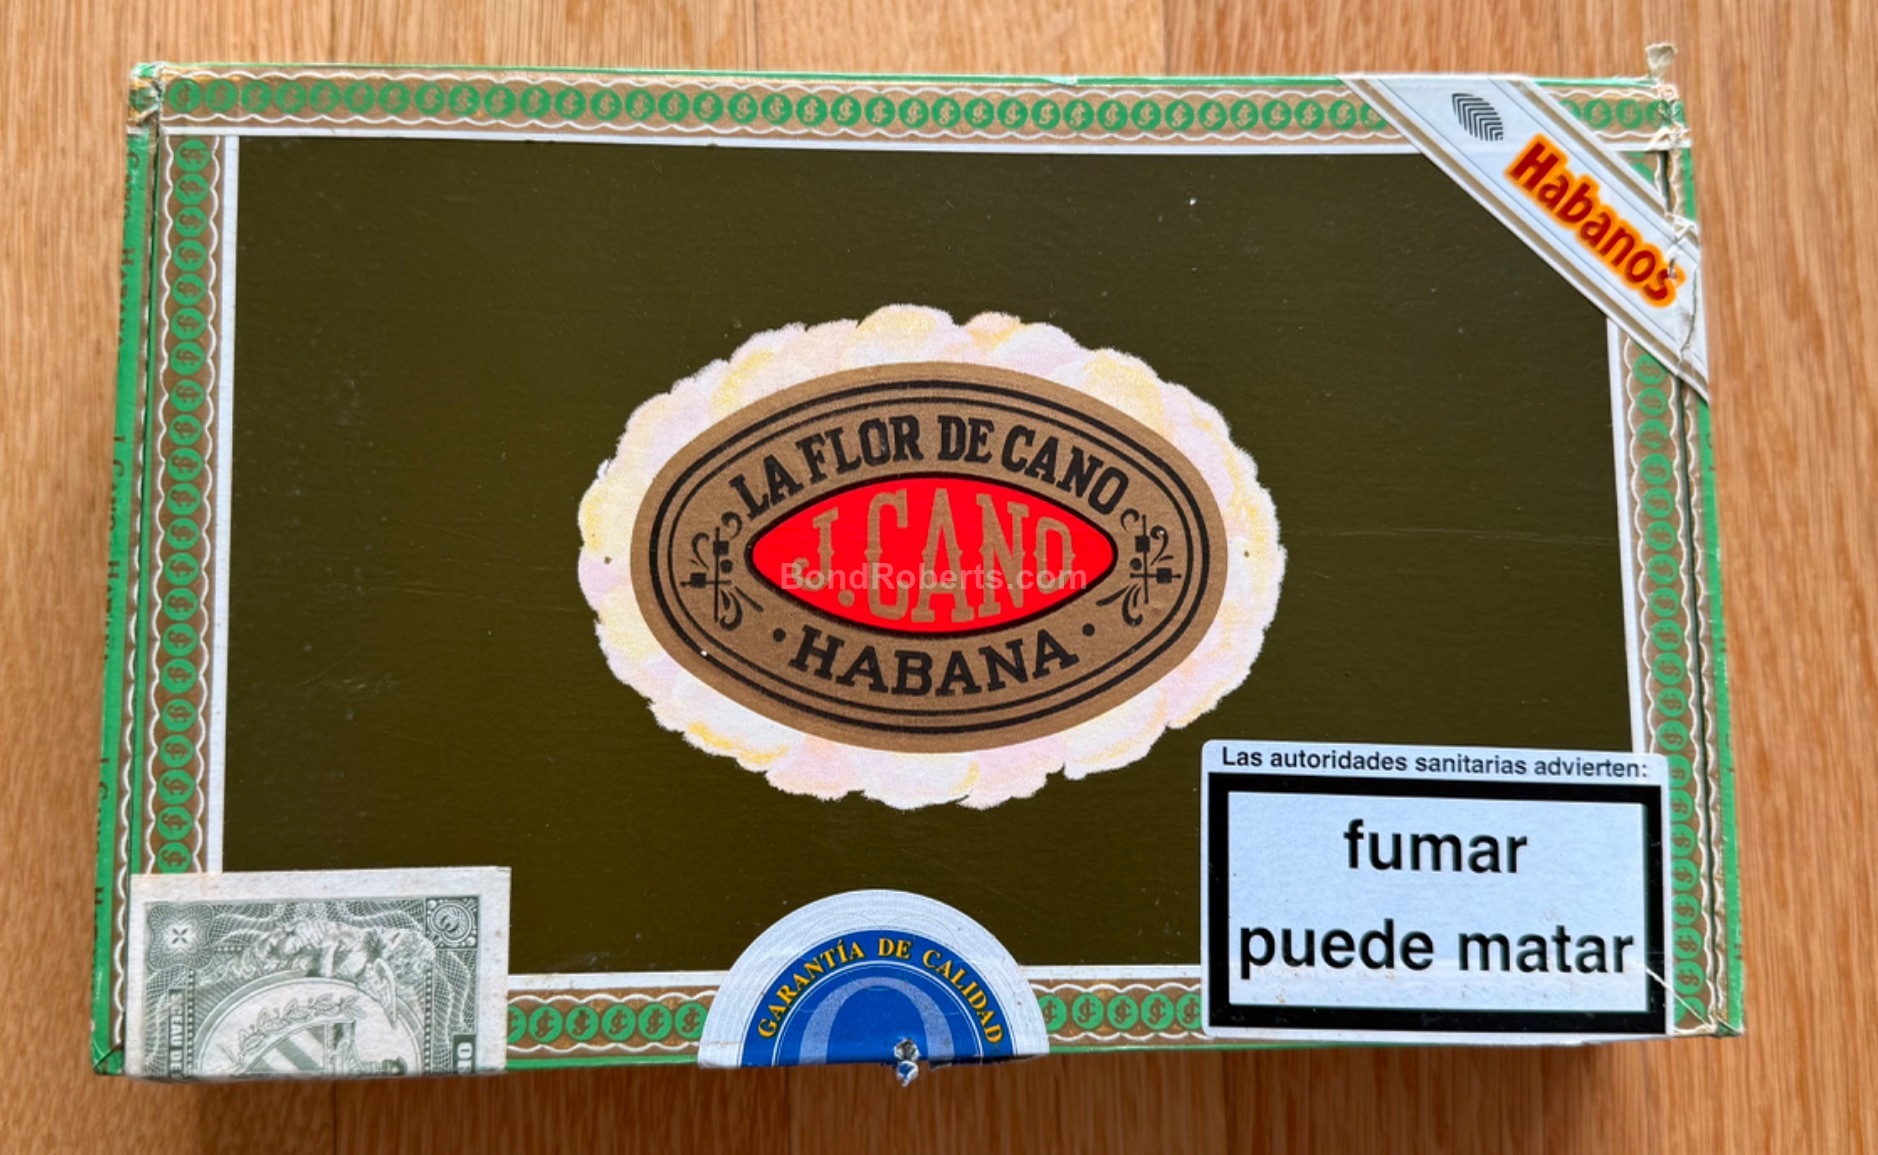 Habanos
LA FLOR DE CANO
J. CANO
BondRoberts.com
· HABANA ·
Las autoridades sanitarias advierten:
fumar
puede matar
GARANTÍA DE CALIDAD